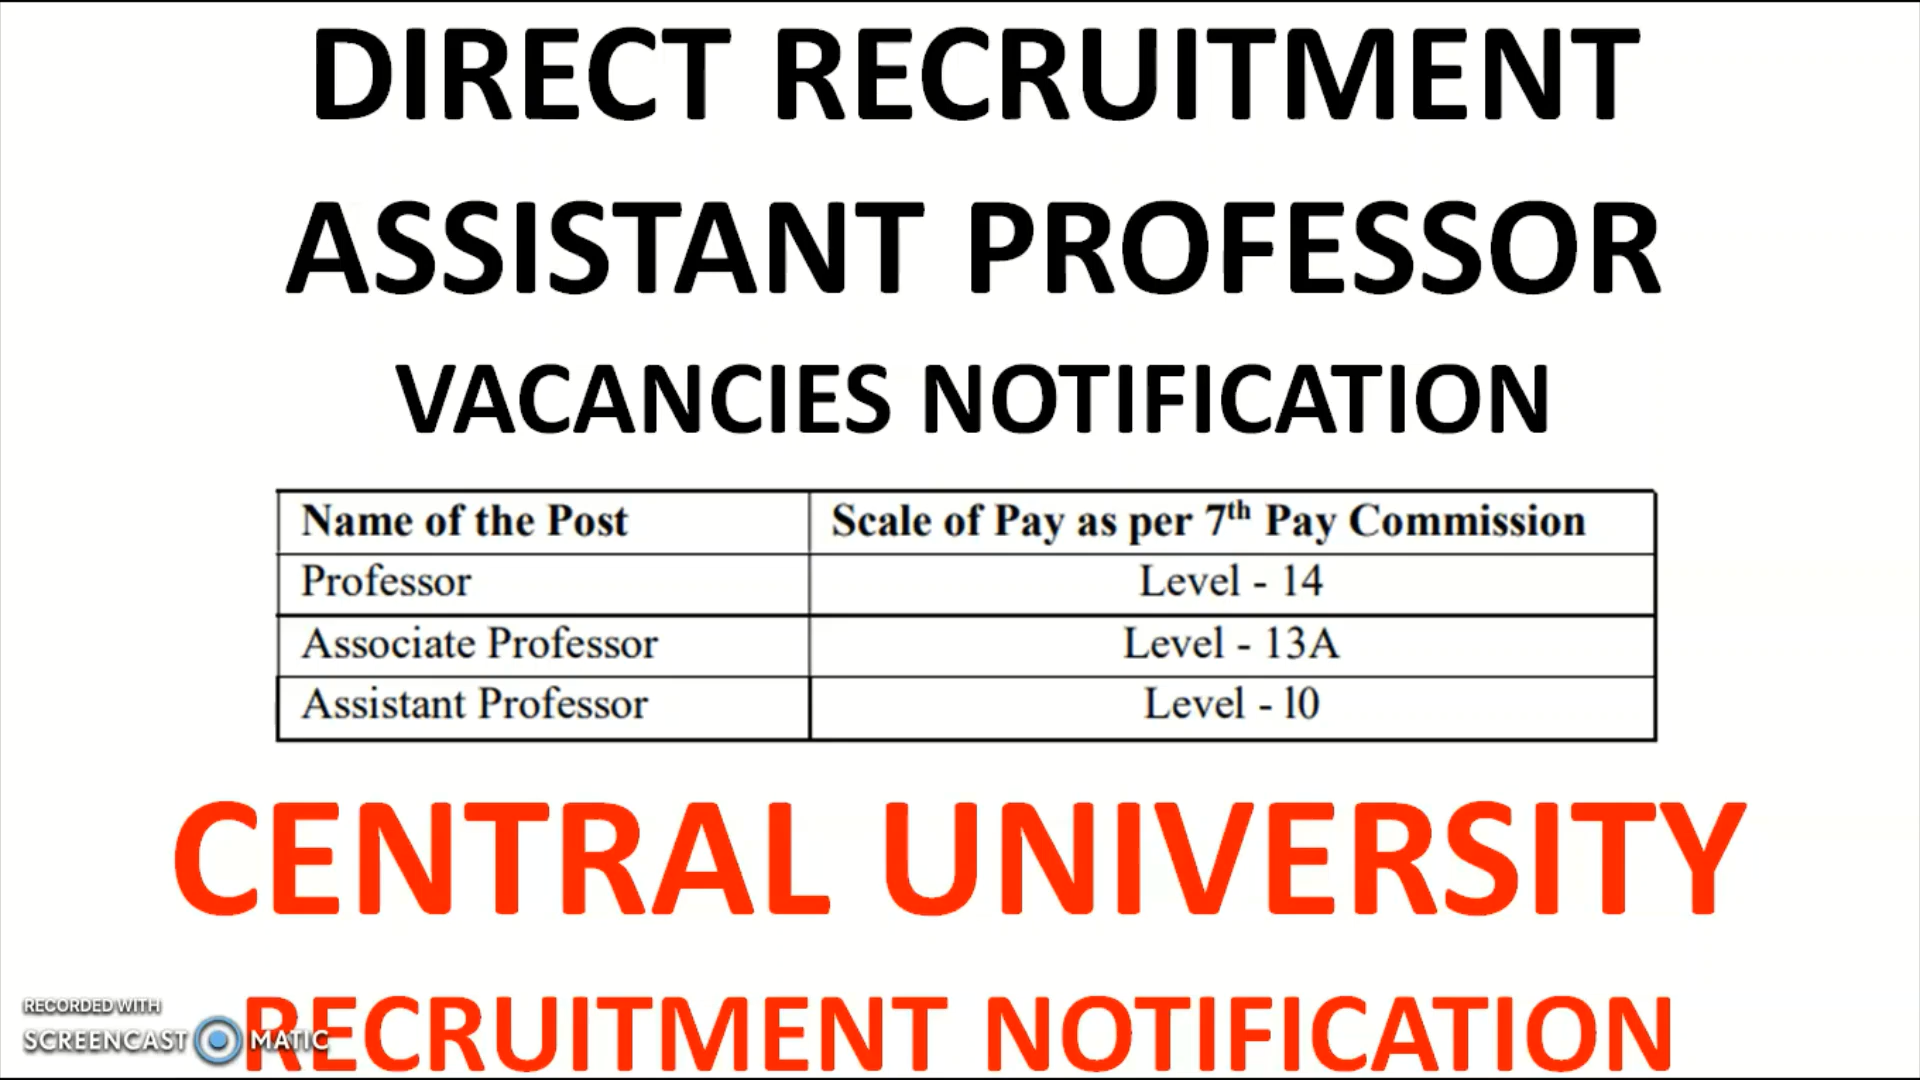 DIRECT RECRUITMENT
ASSISTANT PROFESSOR
VACANCIES NOTIFICATION
Name of the Post Scale of Pay as per 7th Pay Commission
Professor Level - 14
Associate Professor Level - 13A
Assistant Professor Level - l0
CENTRAL UNIVERSITY
RECRUITMENT NOTIFICATION
RECORDED WITH
SCREENCAST MATIC